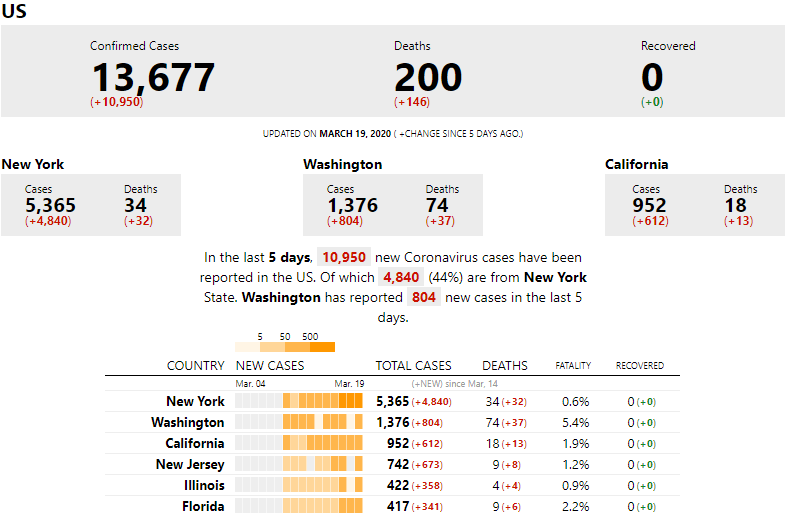 US
Confirmed Cases Deaths Recovered
13,677 200 0
(+10,950) (+146) (+0)
UPDATED ON MARCH 19, 2020 ( +CHANGE SINCE 5 DAYS AGO.)
New York Washington California
Cases Deaths Cases Deaths Cases Deaths
5,365 34 1,376 74 952 18
(+4,840) (+32) (+804) (+37) (+612) (+13)
In the last 5 days, 10,950 new Coronavirus cases have been
reported in the US. Of which 4,840 (44%) are from New York
State. Washington has reported 804 new cases in the last 5
days.
5 50 500
COUNTRY NEW CASES TOTAL CASES DEATHS FATALITY RECOVERED
Mar. 04 Mar. 19 (+NEW) since Mar, 14
New York 5,365 (+4,840) 34 (+32) 0.6% 0 (+0)
Washington 1,376 (+804) 74 (+37) 5.4% 0 (+0)
California 952 (+612) 18 (+13) 1.9% 0 (+0)
New Jersey 742 (+673) 9 (+8) 1.2% 0 (+0)
Illinois 422 (+358) 4 (+4) 0.9% 0 (+0)
Florida 417 (+341) 9 (+6) 2.2% 0 (+0)